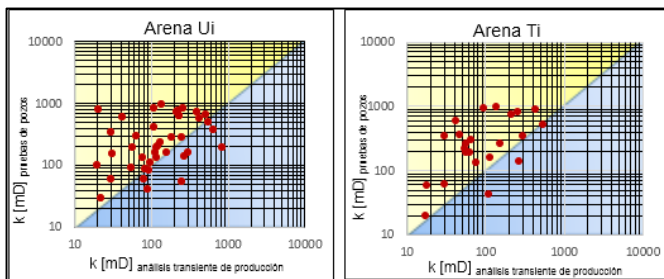 Arena Ui
10000
1000
100
10
10 100 1000 10000
k [mD] pruebas de pozos
k [mD] análisis transiente de producción
Arena Ti
10000
1000
100
10
10 100 1000 10000
k [mD] pruebas de pozos
k [mD] análisis transiente de producción